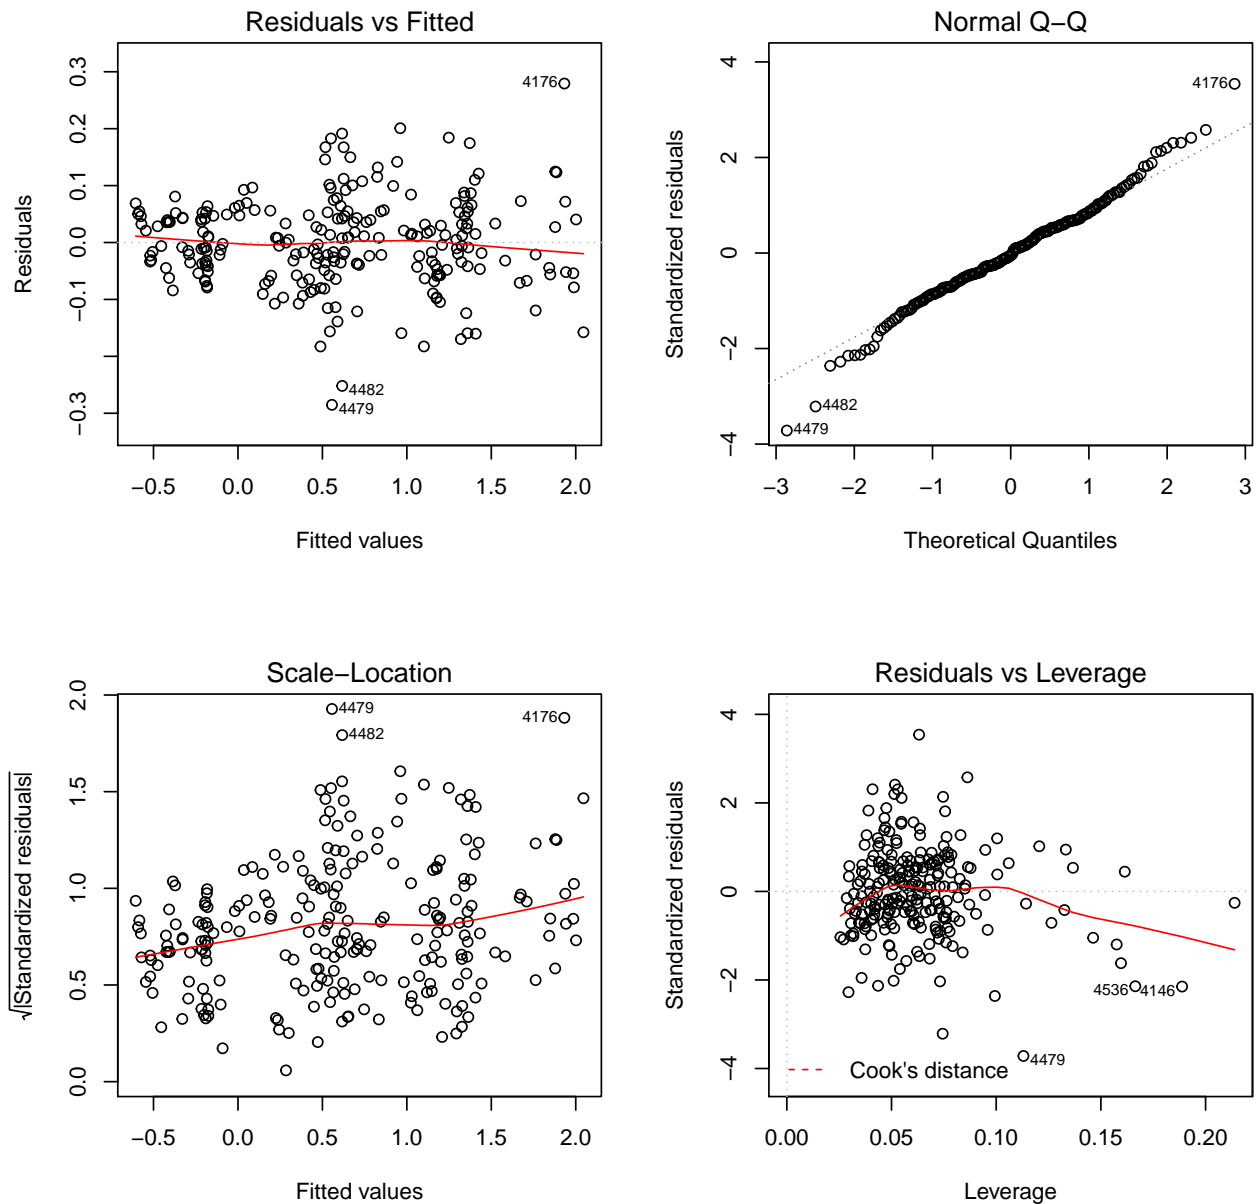 Residuals vs Fitted
Residuals
0.3
0.2
0.1
0.0
−0.1
−0.3
4176
4482
4479
−0.5 0.0 0.5 1.0 1.5 2.0
Fitted values
Normal Q−Q
Standardized residuals
4
2
0
−2
−4
4176
4482
4479
−3 −2 −1 0 1 2 3
Theoretical Quantiles
Scale−Location
√|Standardized residuals|
2.0
1.5
1.0
0.5
0.0
4479
4176
4482
−0.5 0.0 0.5 1.0 1.5 2.0
Fitted values
Residuals vs Leverage
Standardized residuals
4
2
0
−2
−4
4536 4146
4479
Cook's distance
0.00 0.05 0.10 0.15 0.20
Leverage